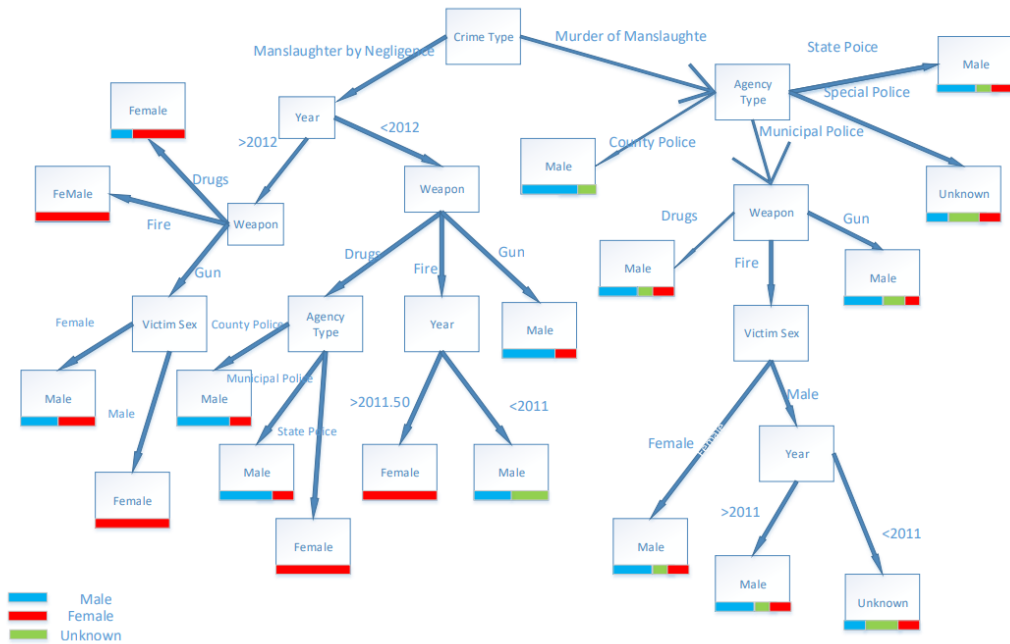 Crime Type
Manslaughter by Negligence
Murder of Manslaughte
State Poice
Male
Agency
Type
Special Police
Female
Year
>2012
<2012
County Police
Municipal Police
Male
Drugs
FeMale
Fire
Weapon
Weapon
Unknown
Drugs
Weapon
Gun
Gun
Drugs
Fire
Gun
Male
Fire
Male
Female
Victim Sex
County Police
Agency
Type
Year
Male
Victim Sex
Male
Male
Municipal Police
>2011.50
<2011
Male
Male
State Poice
Female
Female
Year
Male
Female
Male
Female
>2011
<2011
Female
Male
Male
Unknown
Male
Female
Unknown